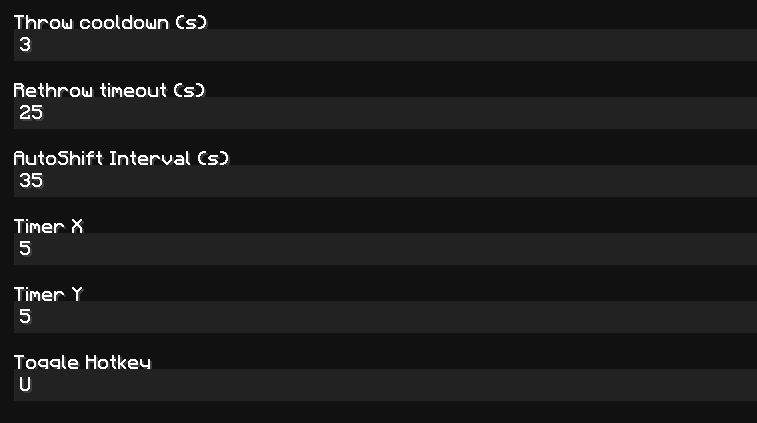 Throw cooldown (s)
3
Rethrow timeout (s)
25
AutoShift Interval (s)
35
Timer X
5
Timer Y
5
Toggle Hotkey
U